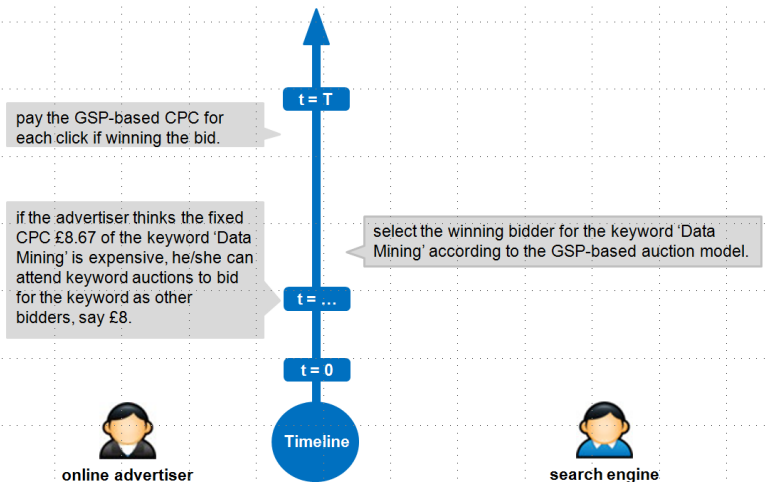 t = T
pay the GSP-based CPC for
each click if winning the bid.
if the advertiser thinks the fixed
CPC £8.67 of the keyword ‘Data
Mining’ is expensive, he/she can
attend keyword auctions to bid
for the keyword as other
bidders, say £8.
select the winning bidder for the keyword ‘Data
Mining’ according to the GSP-based auction model.
t = …
t = 0
Timeline
online advertiser
search engine